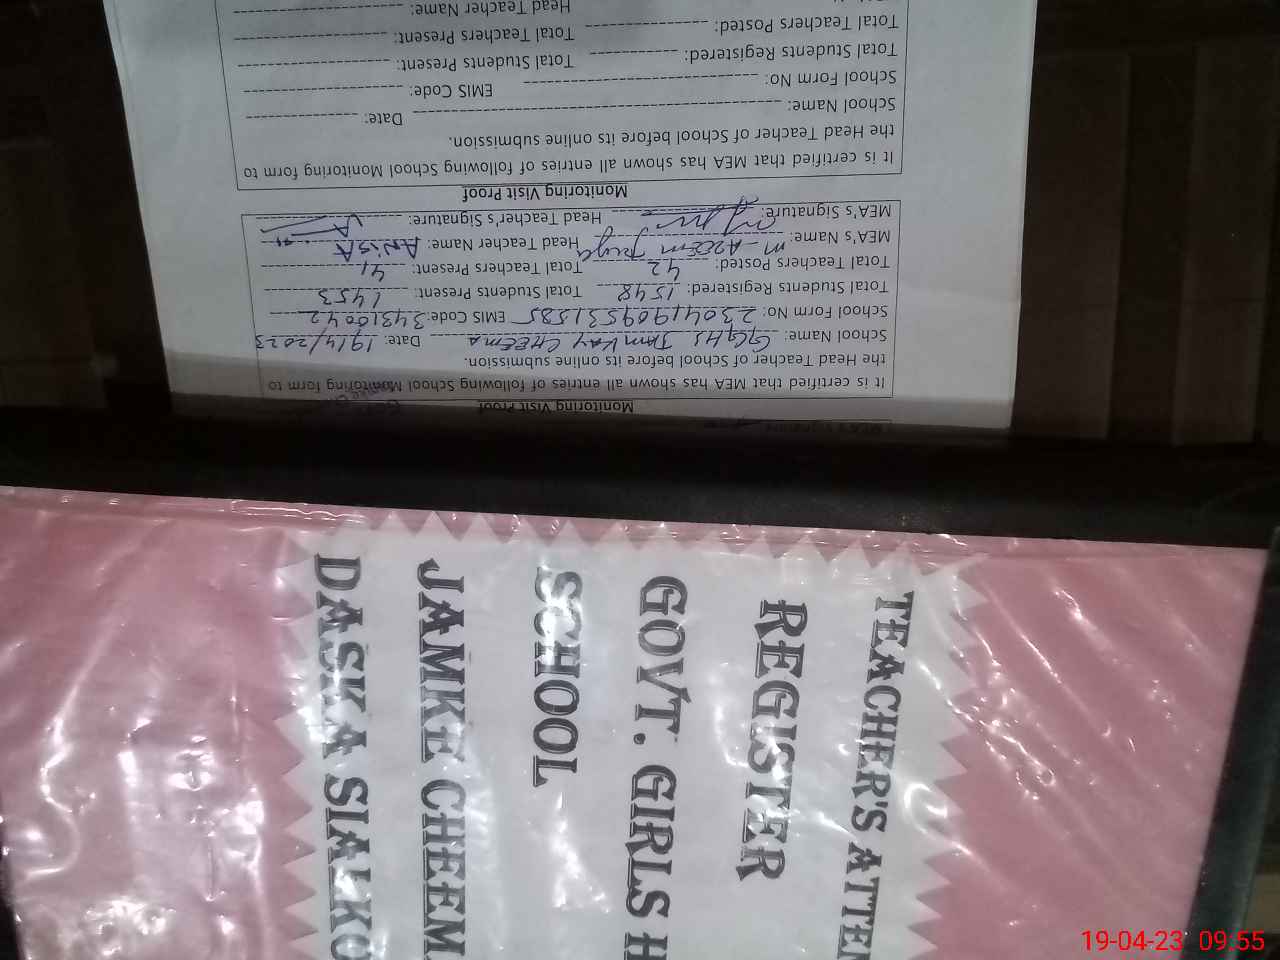 MEA's Signature:
Monitoring Visit Proof
It is certified that MEA has shown all entries of following School Monitoring form to
the Head Teacher of School before its online submission.
School Name: GGHS JAMKAY CHEEMA Date: 19/4/2023
School Form No: 23041909531585 EMIS Code: 34310042
Total Students Registered: 1548 Total Students Present: 1453
Total Teachers Posted: 42 Total Teachers Present: 41
MEA's Name: M-AZEEM Head Teacher Name: ANISA
MEA's Signature: Head Teacher's Signature:
Monitoring Visit Proof
It is certified that MEA has shown all entries of following School Monitoring form to
the Head Teacher of School before its online submission.
School Name: Date:
School Form No: EMIS Code:
Total Students Registered: Total Students Present:
Total Teachers Posted: Total Teachers Present:
Head Teacher Name:
TEACHER'S ATTEN
REGISTER
GOVT. GIRLS H
SCHOOL
JAMKE CHEEM
DASKA SIALKO
19-04-23 09:55